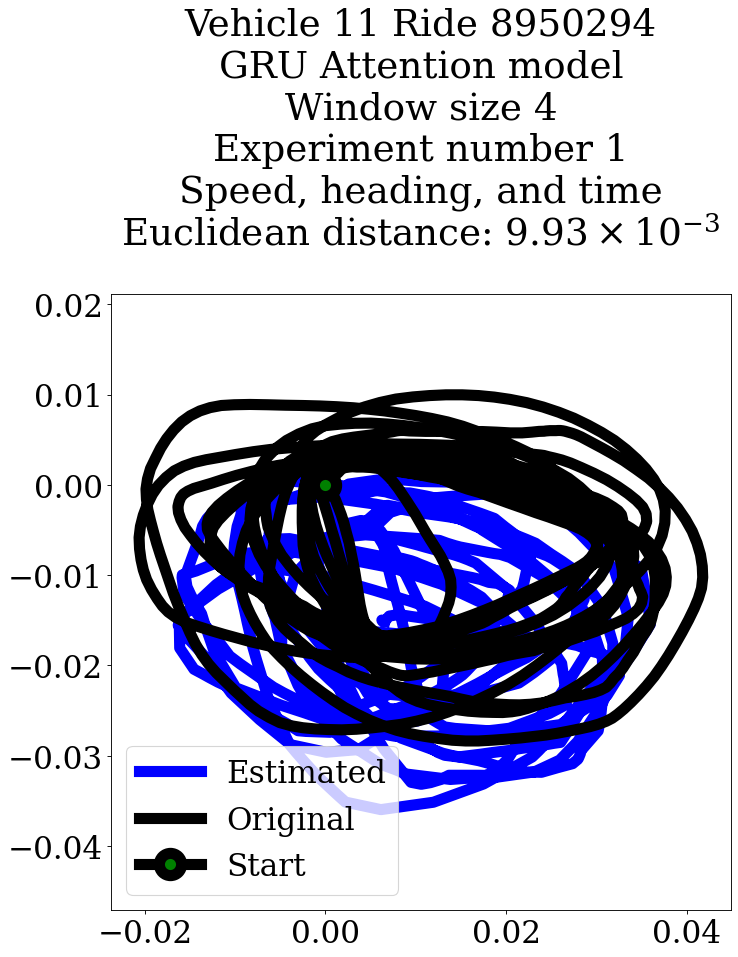 Vehicle 11 Ride 8950294
GRU Attention model
Window size 4
Experiment number 1
Speed, heading, and time
Euclidean distance: 9.93 × 10⁻³
0.02
0.01
0.00
−0.01
−0.02
−0.03
−0.04
Estimated
Original
Start
−0.02 0.00 0.02 0.04